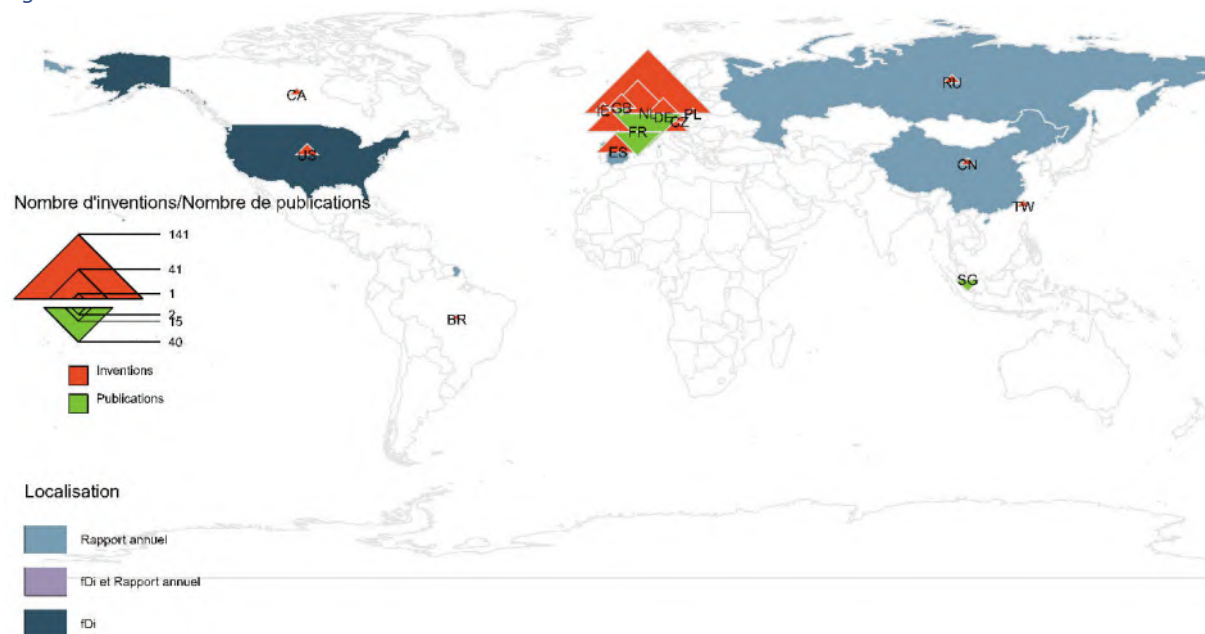 CA
RU
IE
GB
NL
DE
PL
CZ
FR
US
ES
CN
Nombre d'inventions/Nombre de publications
TW
141
41
SG
1
2
15
BR
40
Inventions
Publications
Localisation
Rapport annuel
fDi et Rapport annuel
fDi